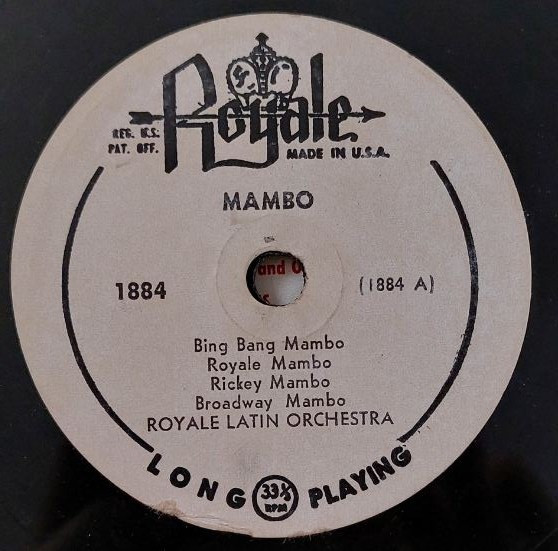 Royale
REG. U.S.
PAT. OFF.
MADE IN U.S.A.
MAMBO
1884
and
(1884 A)
Bing Bang Mambo
Royale Mambo
Rickey Mambo
Broadway Mambo
ROYALE LATIN ORCHESTRA
LONG 33⅓ RPM PLAYING